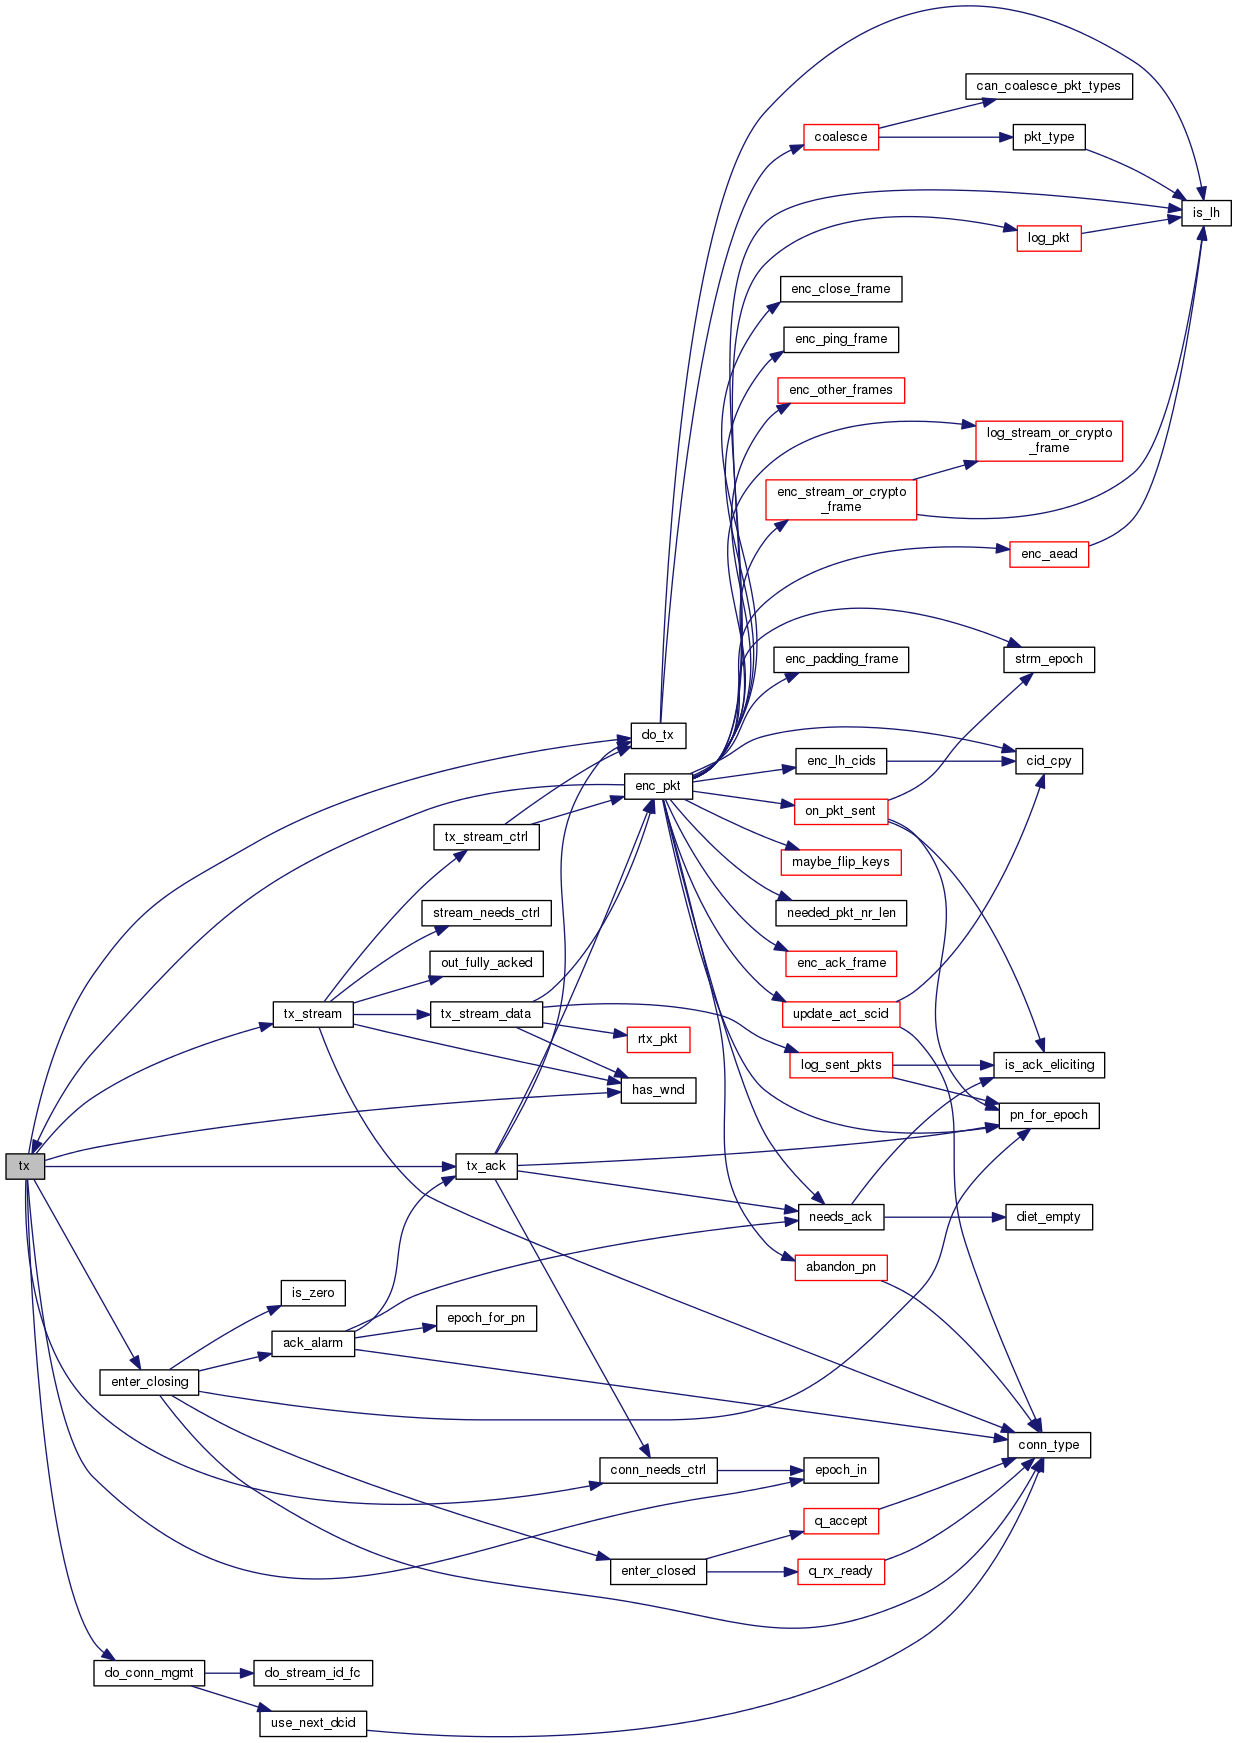 can_coalesce_pkt_types
coalesce
pkt_type
is_lh
log_pkt
enc_close_frame
enc_ping_frame
enc_other_frames
log_stream_or_crypto
_frame
enc_stream_or_crypto
_frame
enc_aead
enc_padding_frame
strm_epoch
do_tx
enc_lh_cids
cid_cpy
enc_pkt
on_pkt_sent
tx_stream_ctrl
maybe_flip_keys
stream_needs_ctrl
needed_pkt_nr_len
out_fully_acked
enc_ack_frame
tx_stream
tx_stream_data
update_act_scid
rtx_pkt
log_sent_pkts
is_ack_eliciting
has_wnd
pn_for_epoch
tx
tx_ack
needs_ack
diet_empty
abandon_pn
is_zero
epoch_for_pn
ack_alarm
enter_closing
conn_type
conn_needs_ctrl
epoch_in
q_accept
enter_closed
q_rx_ready
do_conn_mgmt
do_stream_id_fc
use_next_dcid